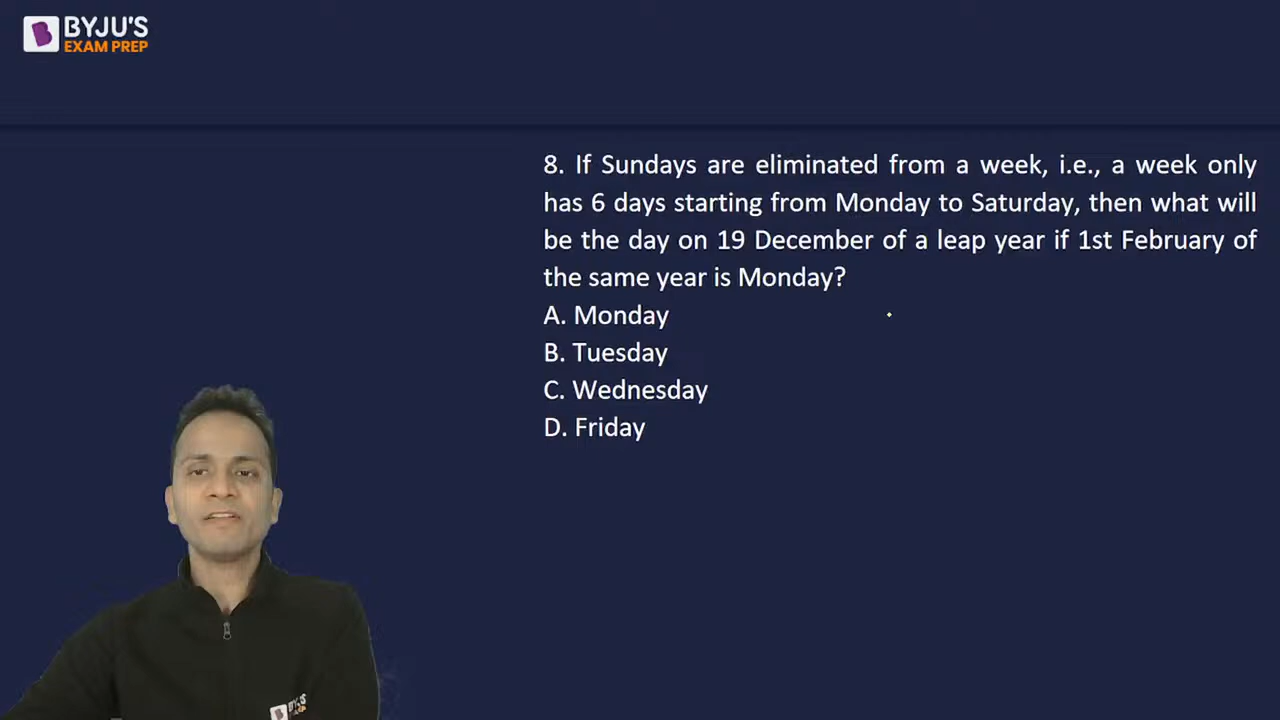 BYJU'S
EXAM PREP
8. If Sundays are eliminated from a week, i.e., a week only
has 6 days starting from Monday to Saturday, then what will
be the day on 19 December of a leap year if 1st February of
the same year is Monday?
A. Monday
B. Tuesday
C. Wednesday
D. Friday
BYJU'S